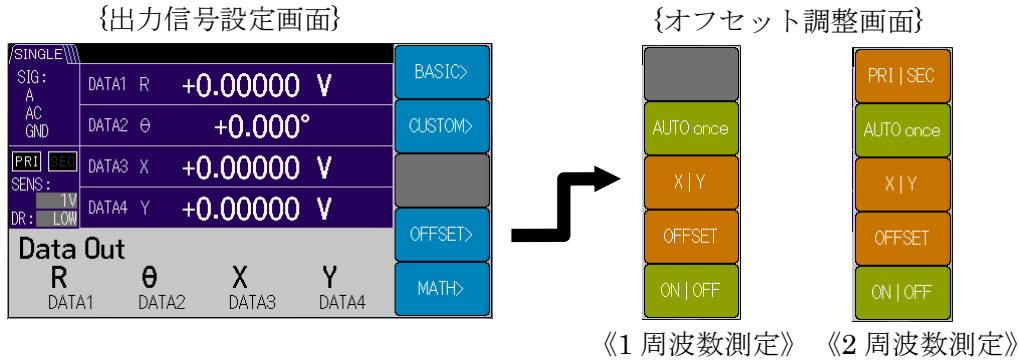 {出力信号設定画面}
{オフセット調整画面}
/SINGLE\
SIG:
A
AC
GND
PRI SEC
SENS:
1V
DR: LOW
DATA1 R +0.00000 V
DATA2 θ +0.000°
DATA3 X +0.00000 V
DATA4 Y +0.00000 V
Data Out
R θ X Y
DATA1 DATA2 DATA3 DATA4
BASIC>
CUSTOM>
OFFSET>
MATH>
AUTO once
X|Y
OFFSET
ON|OFF
PRI|SEC
AUTO once
X|Y
OFFSET
ON|OFF
《1 周波数測定》
《2 周波数測定》